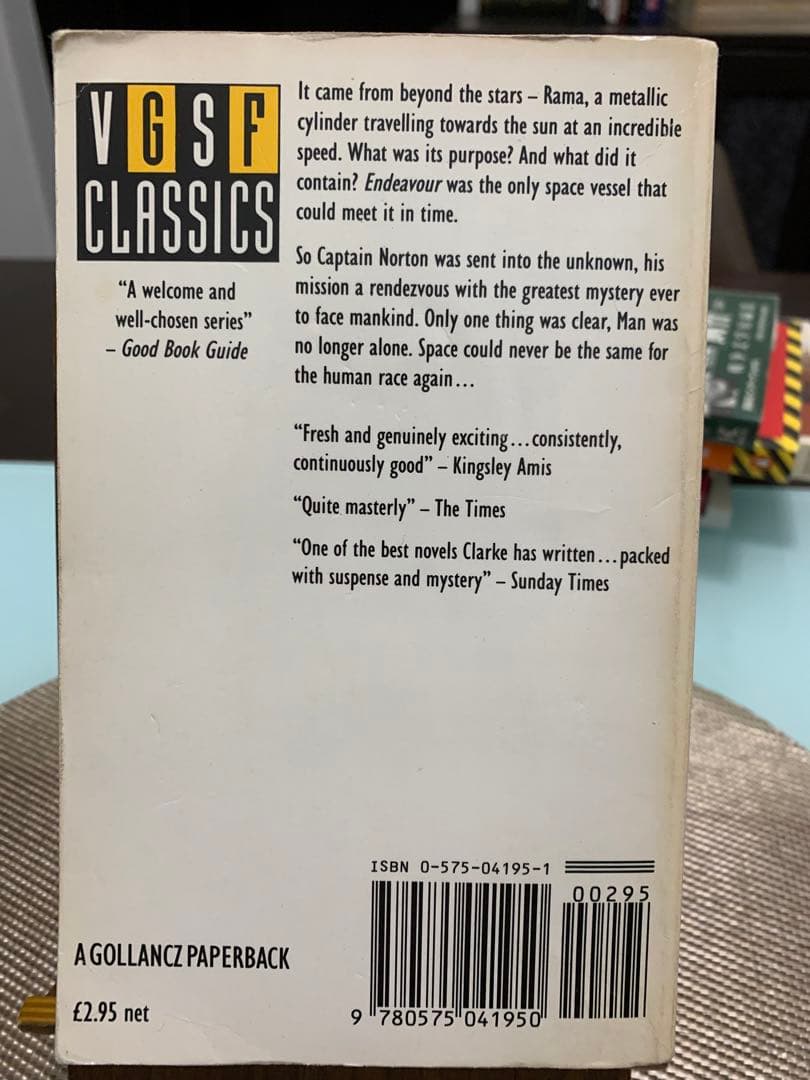 VGSF
CLASSICS
"A welcome and
well-chosen series"
– Good Book Guide
It came from beyond the stars – Rama, a metallic
cylinder travelling towards the sun at an incredible
speed. What was its purpose? And what did it
contain? Endeavour was the only space vessel that
could meet it in time.
So Captain Norton was sent into the unknown, his
mission a rendezvous with the greatest mystery ever
to face mankind. Only one thing was clear, Man was
no longer alone. Space could never be the same for
the human race again...
"Fresh and genuinely exciting...consistently,
continuously good" – Kingsley Amis
"Quite masterly" – The Times
"One of the best novels Clarke has written...packed
with suspense and mystery" – Sunday Times
ISBN 0-575-04195-1
00295
A GOLLANCZ PAPERBACK
£2.95 net
9 780575 041950